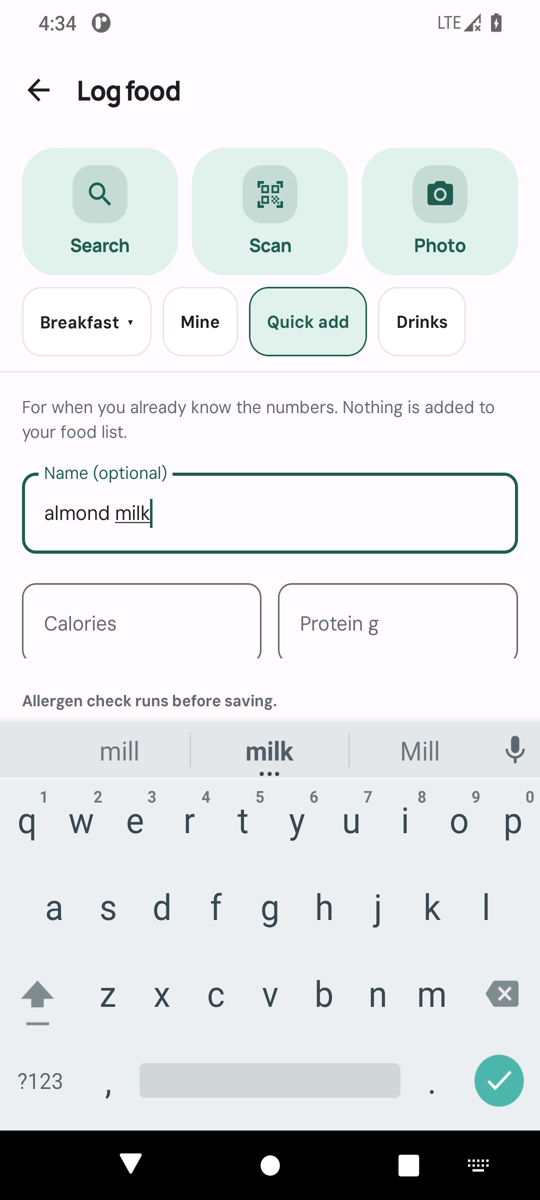 4:34
LTE
Log food
Search
Scan
Photo
Breakfast ▾
Mine
Quick add
Drinks
For when you already know the numbers. Nothing is added to
your food list.
Name (optional)
almond milk
Calories
Protein g
Allergen check runs before saving.
mill
milk
Mill
1 2 3 4 5 6 7 8 9 0
q w e r t y u i o p
a s d f g h j k l
z x c v b n m
?123 , .